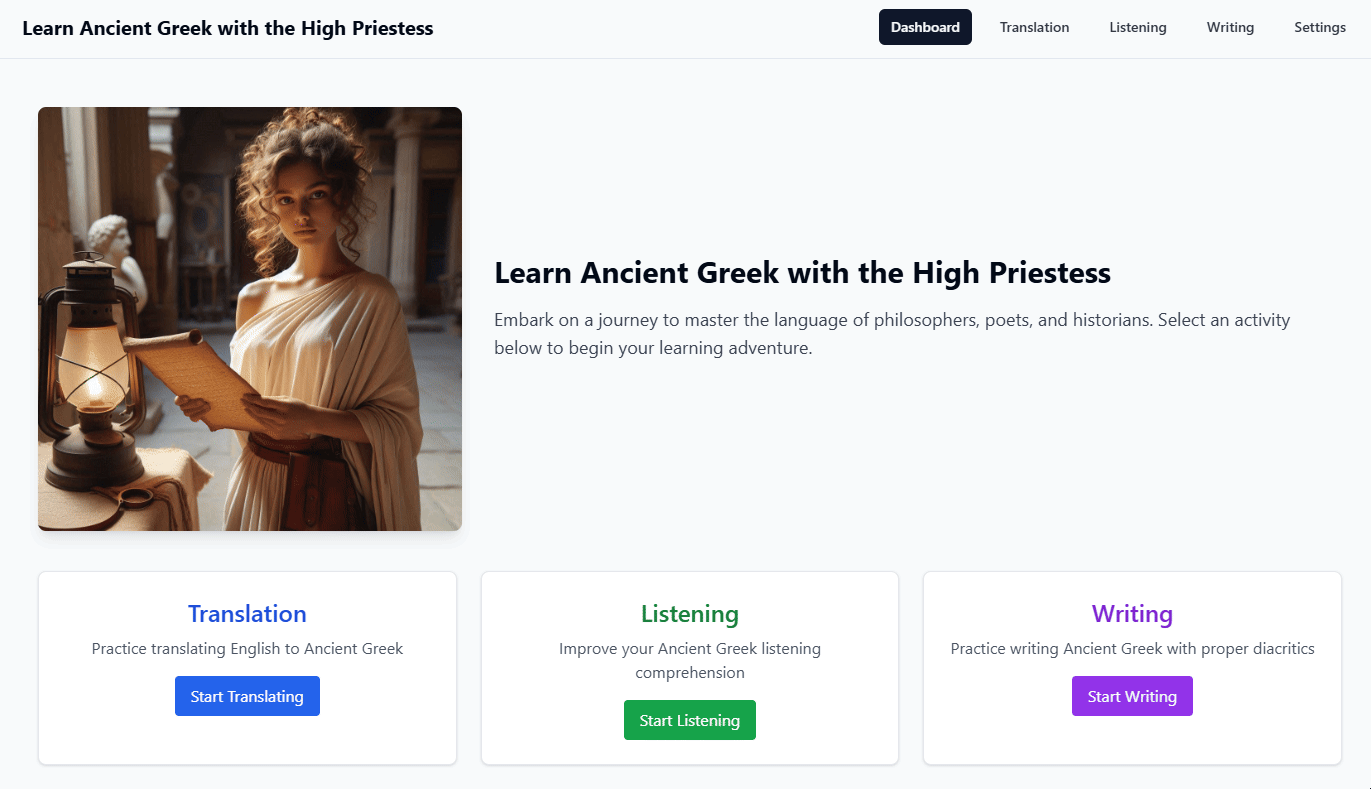 Learn Ancient Greek with the High Priestess
Dashboard
Translation
Listening
Writing
Settings
Learn Ancient Greek with the High Priestess
Embark on a journey to master the language of philosophers, poets, and historians. Select an activity
below to begin your learning adventure.
Translation
Practice translating English to Ancient Greek
Start Translating
Listening
Improve your Ancient Greek listening
comprehension
Start Listening
Writing
Practice writing Ancient Greek with proper diacritics
Start Writing